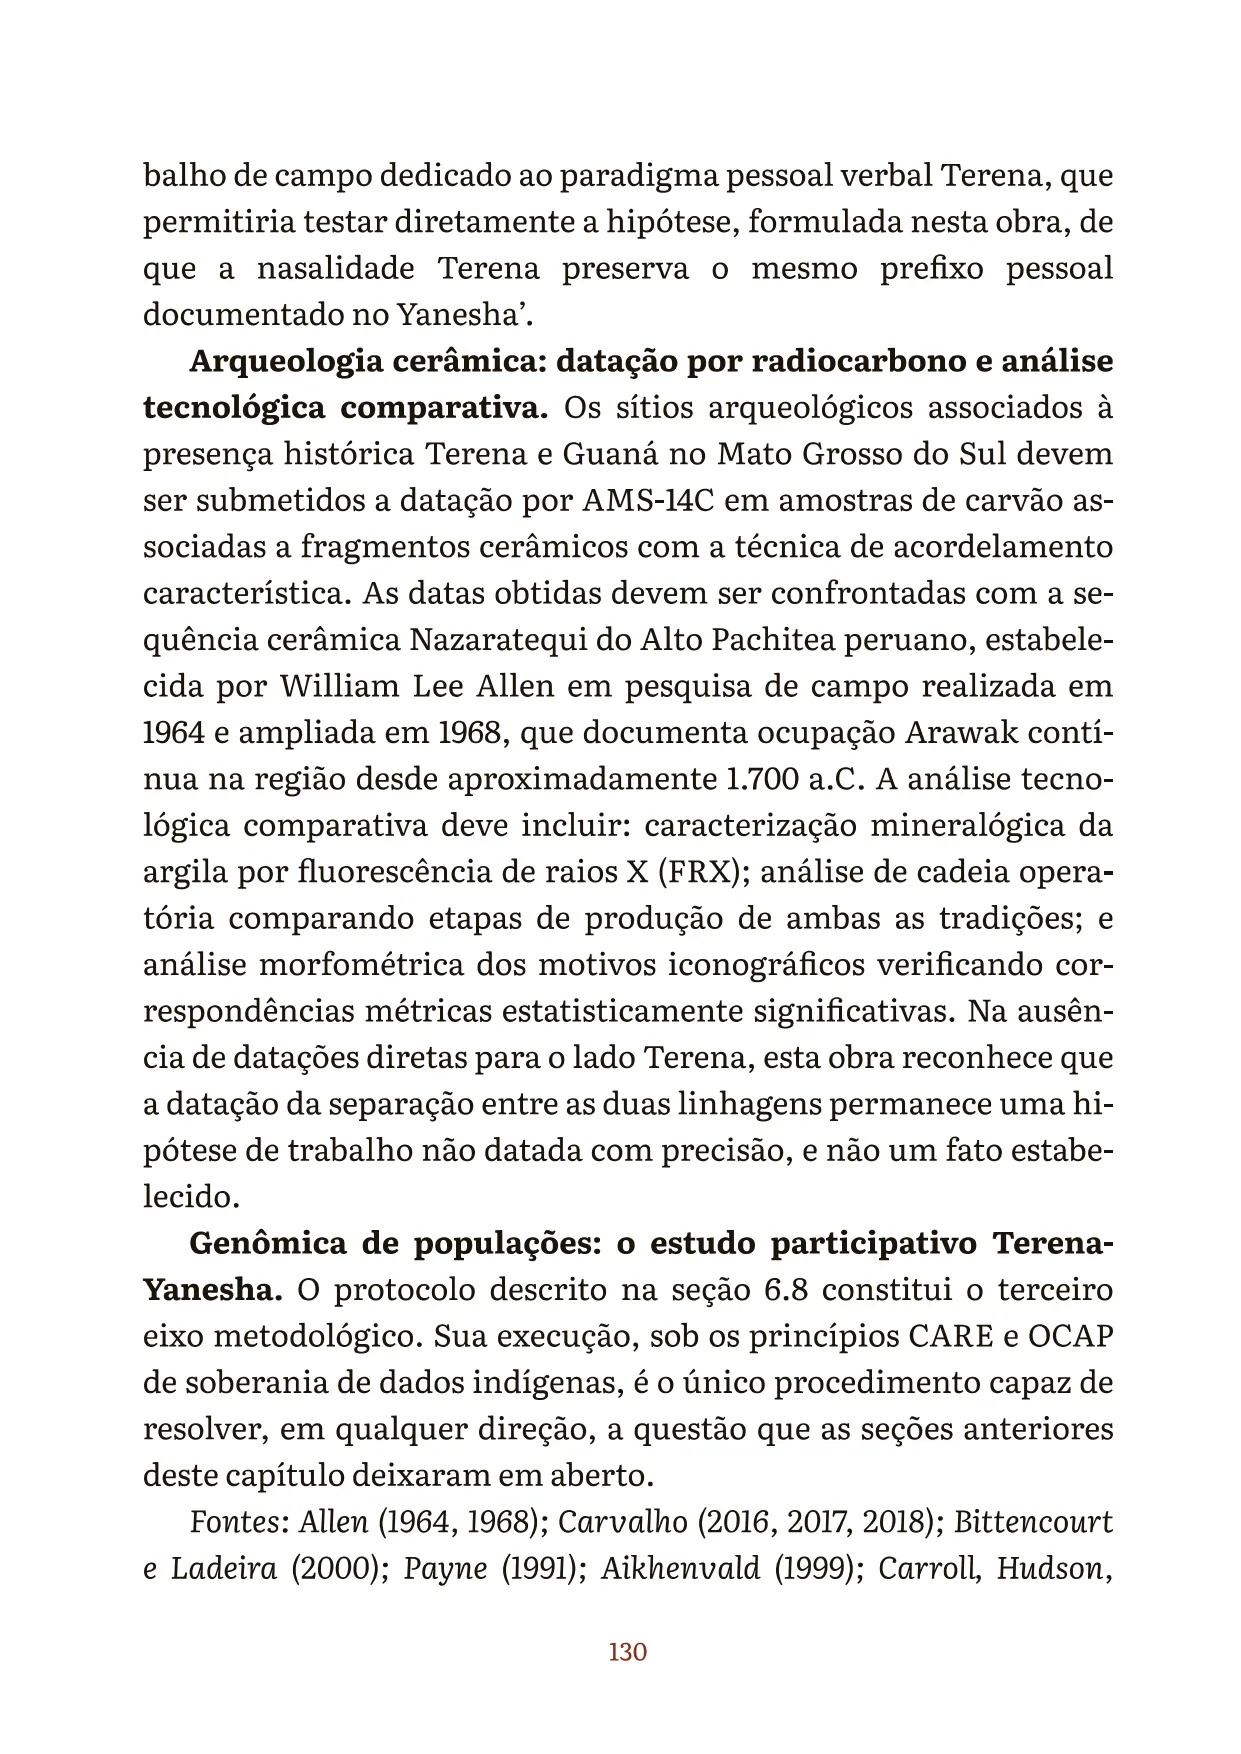 balho de campo dedicado ao paradigma pessoal verbal Terena, que
permitiria testar diretamente a hipótese, formulada nesta obra, de
que a nasalidade Terena preserva o mesmo prefixo pessoal
documentado no Yanesha’.
Arqueologia cerâmica: datação por radiocarbono e análise
tecnológica comparativa. Os sítios arqueológicos associados à
presença histórica Terena e Guaná no Mato Grosso do Sul devem
ser submetidos a datação por AMS-14C em amostras de carvão as-
sociadas a fragmentos cerâmicos com a técnica de acordelamento
característica. As datas obtidas devem ser confrontadas com a se-
quência cerâmica Nazaratequi do Alto Pachitea peruano, estabele-
cida por William Lee Allen em pesquisa de campo realizada em
1964 e ampliada em 1968, que documenta ocupação Arawak contí-
nua na região desde aproximadamente 1.700 a.C. A análise tecno-
lógica comparativa deve incluir: caracterização mineralógica da
argila por fluorescência de raios X (FRX); análise de cadeia opera-
tória comparando etapas de produção de ambas as tradições; e
análise morfométrica dos motivos iconográficos verificando cor-
respondências métricas estatisticamente significativas. Na ausên-
cia de datações diretas para o lado Terena, esta obra reconhece que
a datação da separação entre as duas linhagens permanece uma hi-
pótese de trabalho não datada com precisão, e não um fato estabe-
lecido.
Genômica de populações: o estudo participativo Terena-
Yanesha. O protocolo descrito na seção 6.8 constitui o terceiro
eixo metodológico. Sua execução, sob os princípios CARE e OCAP
de soberania de dados indígenas, é o único procedimento capaz de
resolver, em qualquer direção, a questão que as seções anteriores
deste capítulo deixaram em aberto.
Fontes: Allen (1964, 1968); Carvalho (2016, 2017, 2018); Bittencourt
e Ladeira (2000); Payne (1991); Aikhenvald (1999); Carroll, Hudson,
130